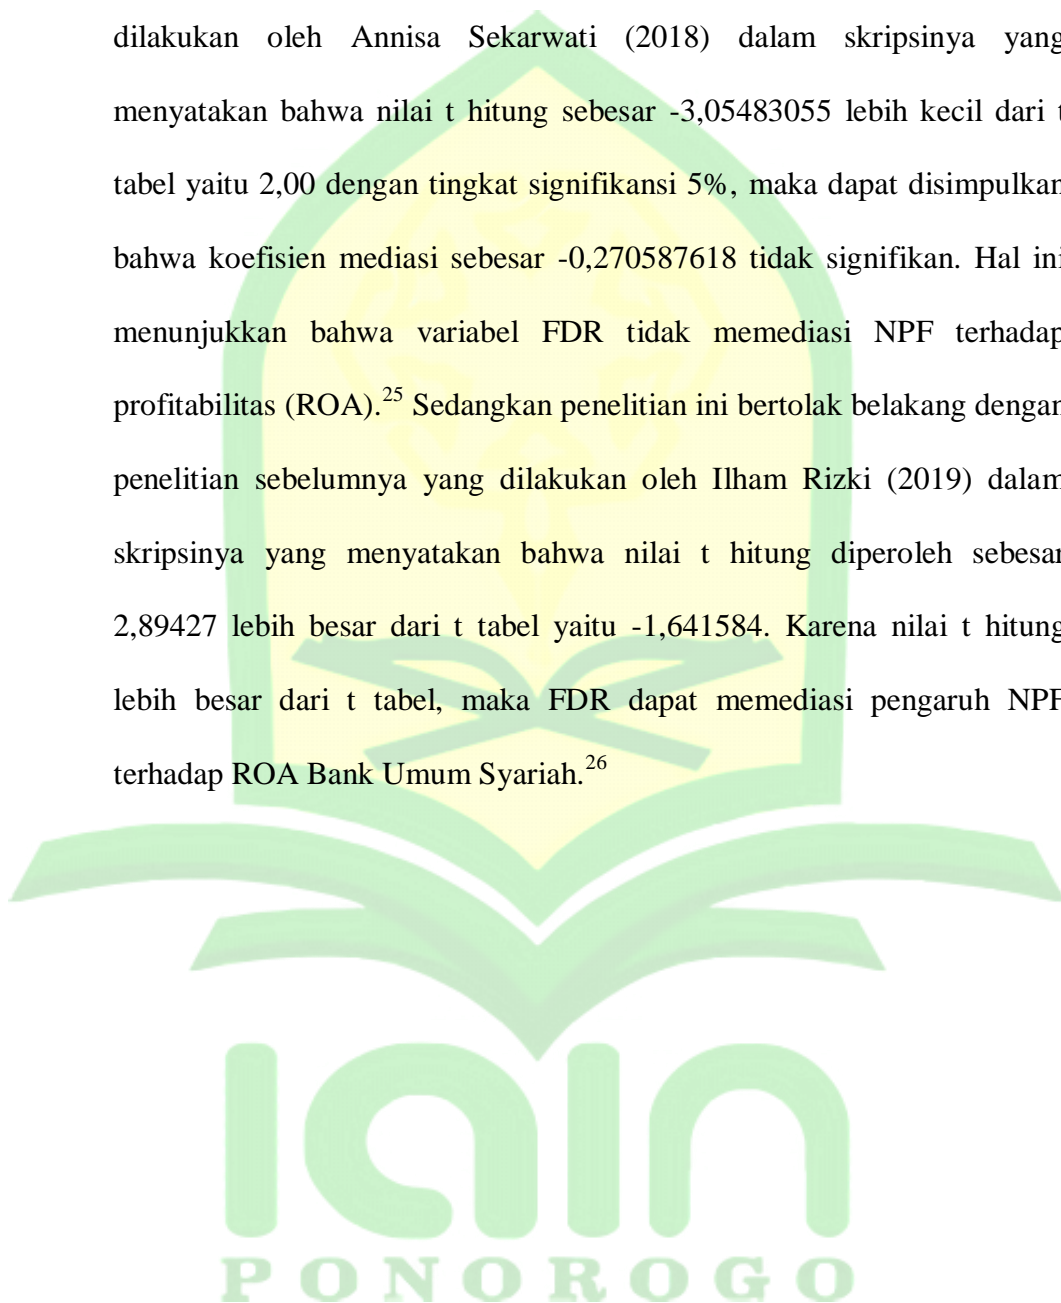 dilakukan oleh Annisa Sekarwati (2018) dalam skripsinya yang
menyatakan bahwa nilai t hitung sebesar -3,05483055 lebih kecil dari t
tabel yaitu 2,00 dengan tingkat signifikansi 5%, maka dapat disimpulkan
bahwa koefisien mediasi sebesar -0,270587618 tidak signifikan. Hal ini
menunjukkan bahwa variabel FDR tidak memediasi NPF terhadap
profitabilitas (ROA).25 Sedangkan penelitian ini bertolak belakang dengan
penelitian sebelumnya yang dilakukan oleh Ilham Rizki (2019) dalam
skripsinya yang menyatakan bahwa nilai t hitung diperoleh sebesar
2,89427 lebih besar dari t tabel yaitu -1,641584. Karena nilai t hitung
lebih besar dari t tabel, maka FDR dapat memediasi pengaruh NPF
terhadap ROA Bank Umum Syariah.26
iain
PONOROGO